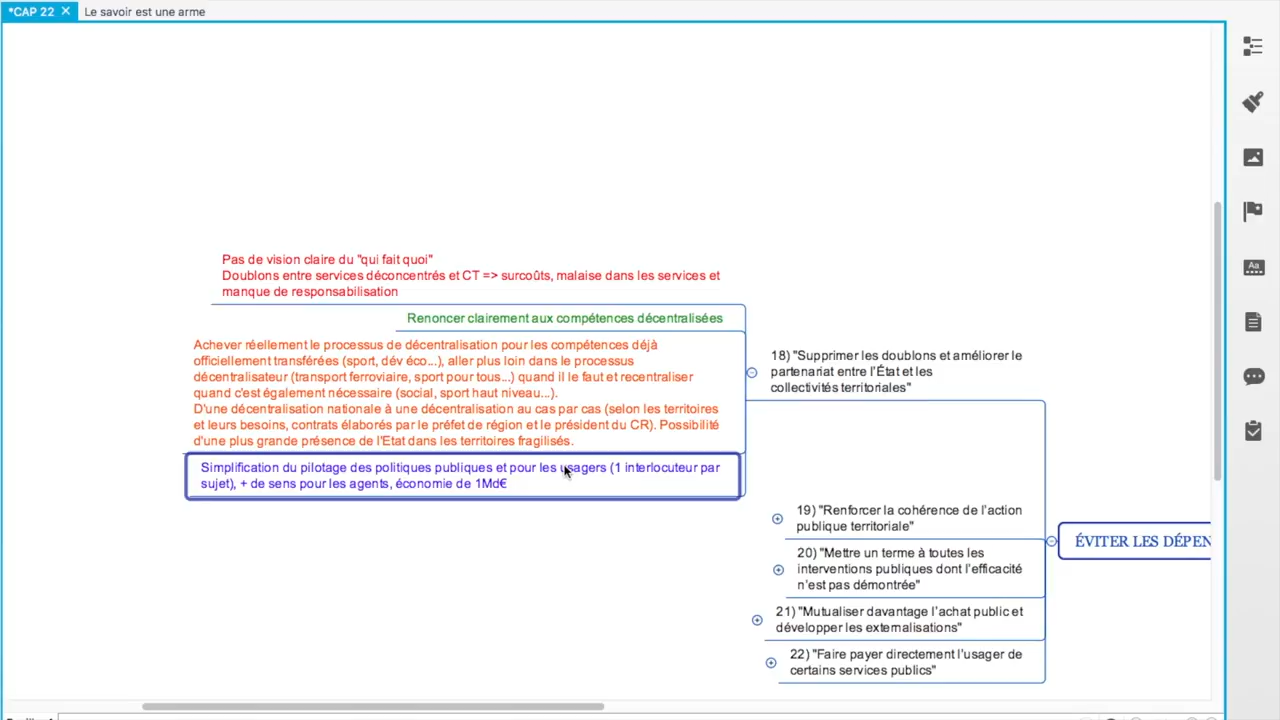 *CAP 22
Le savoir est une arme
Pas de vision claire du "qui fait quoi"
Doublons entre services déconcentrés et CT => surcoûts, malaise dans les services et
manque de responsabilisation
Renoncer clairement aux compétences décentralisées
Achever réellement le processus de décentralisation pour les compétences déjà
officiellement transférées (sport, dév éco...), aller plus loin dans le processus
décentralisateur (transport ferroviaire, sport pour tous...) quand il le faut et recentraliser
quand c'est également nécessaire (social, sport haut niveau...).
D'une décentralisation nationale à une décentralisation au cas par cas (selon les territoires
et leurs besoins, contrats élaborés par le préfet de région et le président du CR). Possibilité
d'une plus grande présence de l'Etat dans les territoires fragilisés.
Simplification du pilotage des politiques publiques et pour les usagers (1 interlocuteur par
sujet), + de sens pour les agents, économie de 1Md€
18) "Supprimer les doublons et améliorer le
partenariat entre l'État et les
collectivités territoriales"
19) "Renforcer la cohérence de l'action
publique territoriale"
20) "Mettre un terme à toutes les
interventions publiques dont l'efficacité
n'est pas démontrée"
21) "Mutualiser davantage l'achat public et
développer les externalisations"
22) "Faire payer directement l'usager de
certains services publics"
ÉVITER LES DÉPEN
Aa